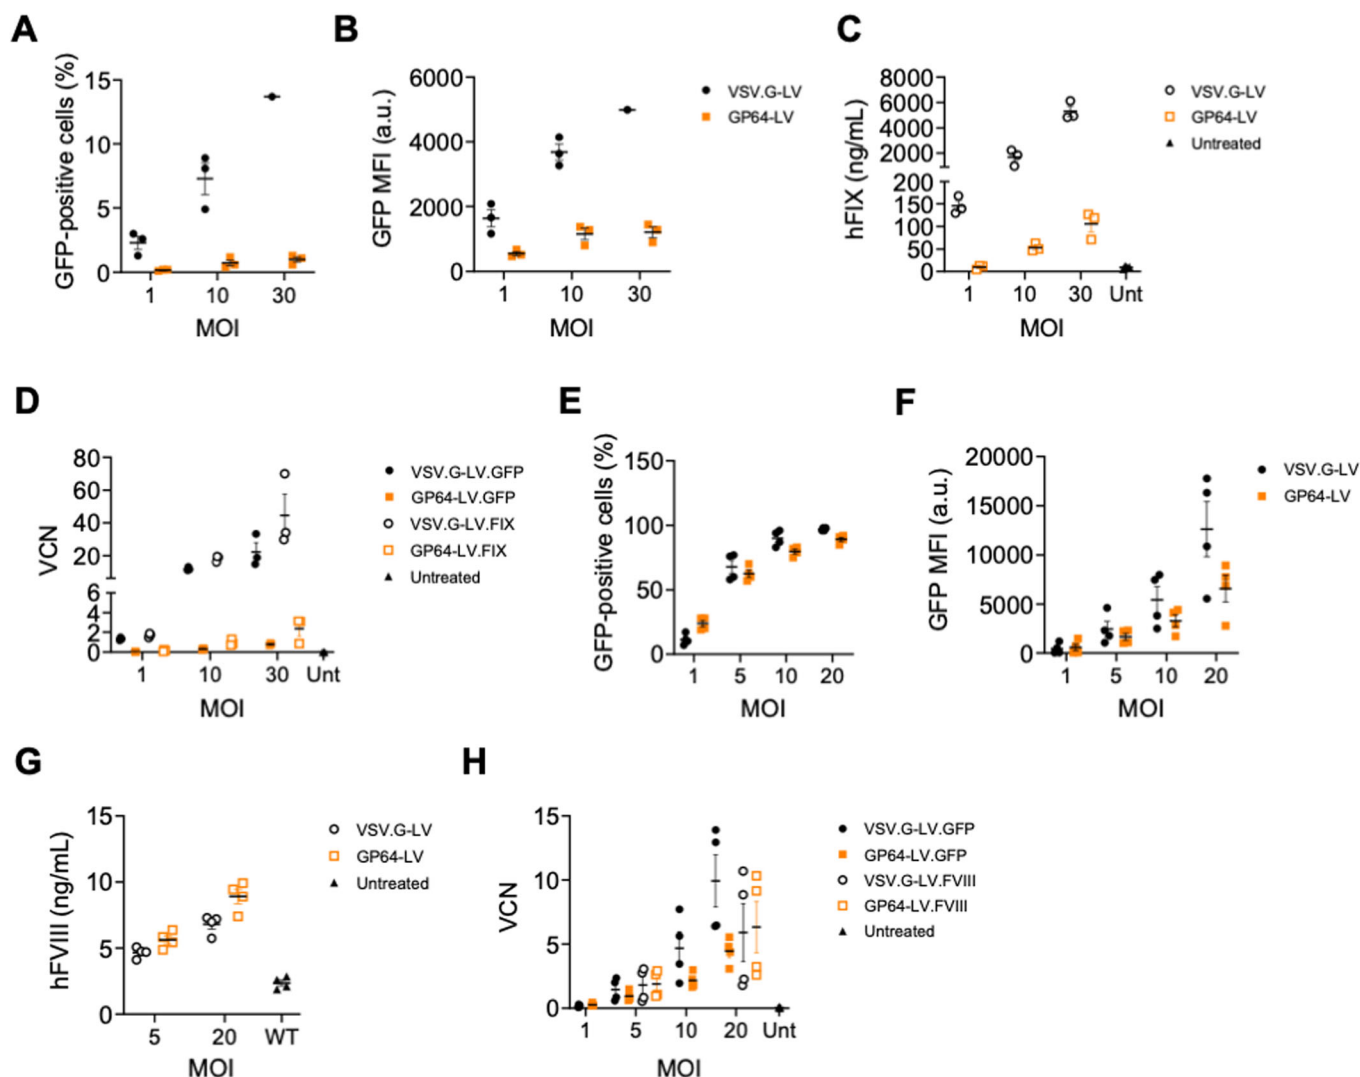 A
GFP-positive cells (%)
15
10
5
0
1 10 30
MOI
B
GFP MFI (a.u.)
6000
4000
2000
0
1 10 30
MOI
VSV.G-LV
GP64-LV
C
hFIX (ng/mL)
8000
6000
4000
2000
200
150
100
50
0
1 10 30 Unt
MOI
VSV.G-LV
GP64-LV
Untreated
D
VCN
80
60
40
20
6
4
2
0
1 10 30 Unt
MOI
VSV.G-LV.GFP
GP64-LV.GFP
VSV.G-LV.FIX
GP64-LV.FIX
Untreated
E
GFP-positive cells (%)
150
100
50
0
1 5 10 20
MOI
F
GFP MFI (a.u.)
20000
15000
10000
5000
0
1 5 10 20
MOI
VSV.G-LV
GP64-LV
G
hFVIII (ng/mL)
15
10
5
0
5 20 WT
MOI
VSV.G-LV
GP64-LV
Untreated
H
VCN
15
10
5
0
1 5 10 20 Unt
MOI
VSV.G-LV.GFP
GP64-LV.GFP
VSV.G-LV.FVIII
GP64-LV.FVIII
Untreated